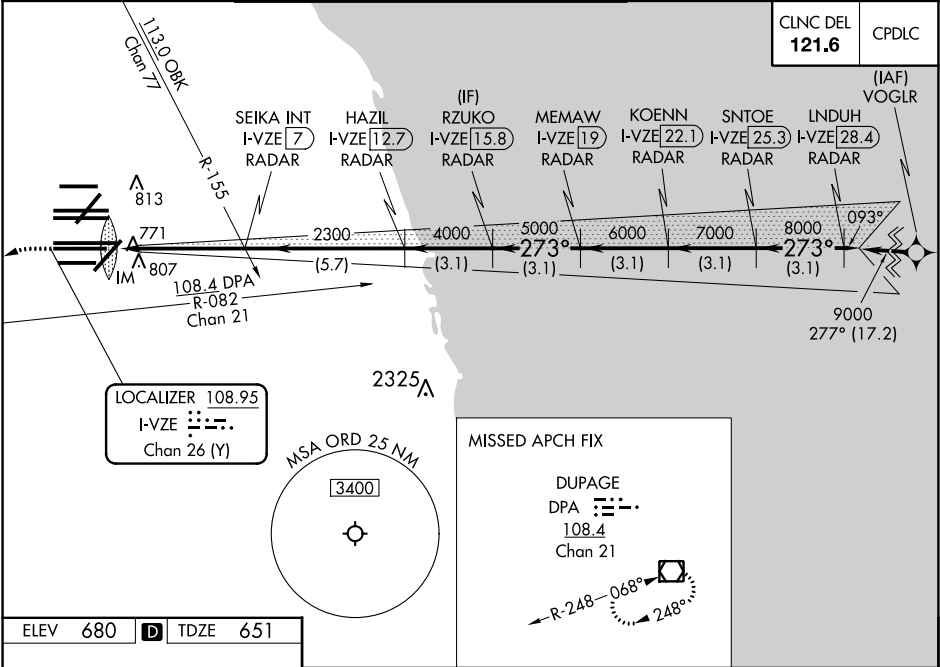 CLNC DEL
121.6
CPDLC
113.0 OBK
Chan 77
R-155
SEIKA INT
I-VZE 7
RADAR
HAZIL
I-VZE 12.7
RADAR
(IF)
RZUKO
I-VZE 15.8
RADAR
MEMAW
I-VZE 19
RADAR
KOENN
I-VZE 22.1
RADAR
SNTOE
I-VZE 25.3
RADAR
LNDUH
I-VZE 28.4
RADAR
(IAF)
VOGLR
813
771
807
IM
2300
4000
5000
6000
7000
8000
093°
273°
273°
(5.7)
(3.1)
(3.1)
(3.1)
(3.1)
(3.1)
9000
277° (17.2)
108.4 DPA
R-082
Chan 21
2325
LOCALIZER 108.95
I-VZE
Chan 26 (Y)
MSA ORD 25 NM
3400
MISSED APCH FIX
DUPAGE
DPA
108.4
Chan 21
R-248
068°
248°
ELEV 680 D TDZE 651